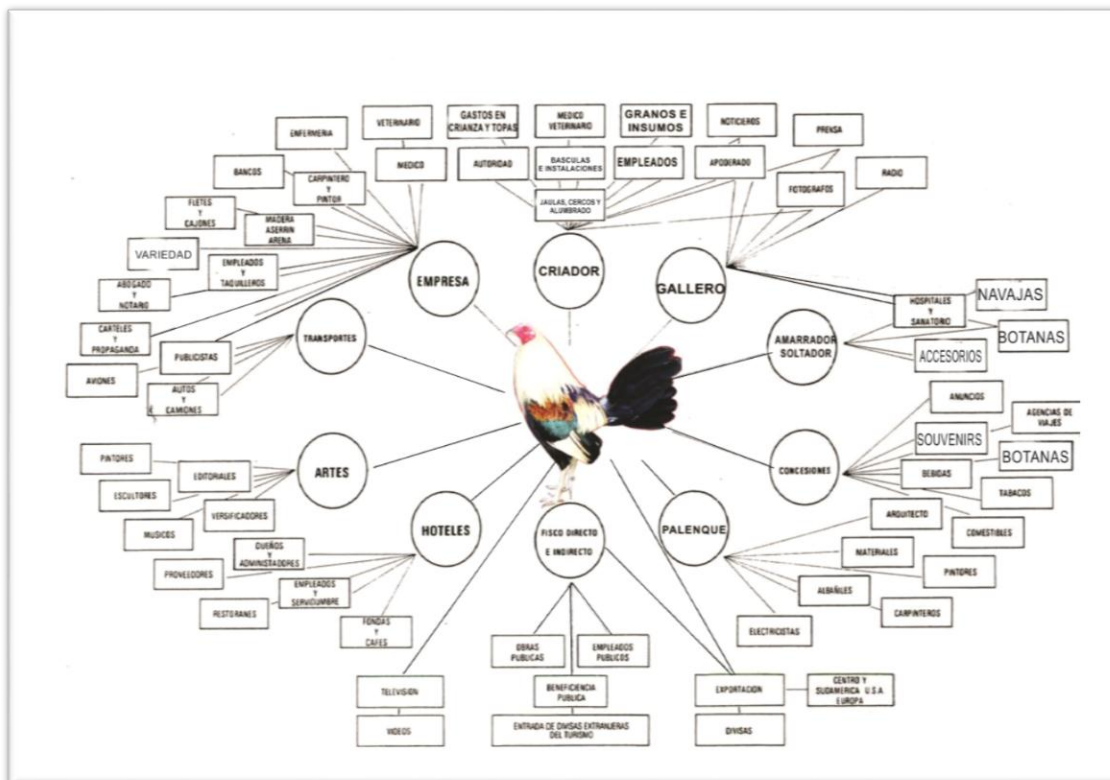 VETERINARIO
GASTOS EN
CRIANZA Y TOPAS
MEDICO
VETERINARIO
GRANOS E
INSUMOS
NOTICIEROS
PRENSA
ENFERMERIA
MEDICO
AUTORIDAD
BASCULAS
E INSTALACIONES
EMPLEADOS
APODERADO
RADIO
BANCOS
CARPINTERO
Y
PINTOR
JAULAS, CERCOS Y
ALUMBRADO
FOTOGRAFOS
FLETES
Y
CAJONES
MADERA
ASERRIN
ARENA
VARIEDAD
EMPLEADOS
Y
TAQUILLEROS
EMPRESA
CRIADOR
GALLERO
ABOGADO
Y
NOTARIO
HOSPITALES
Y
SANATORIO
NAVAJAS
CARTELES
Y
PROPAGANDA
TRANSPORTES
AMARRADOR
SOLTADOR
BOTANAS
PUBLICISTAS
ACCESORIOS
AVIONES
AUTOS
Y
CAMIONES
ANUNCIOS
AGENCIAS DE
VIAJES
PINTORES
EDITORIALES
ARTES
CONCESIONES
SOUVENIRS
BOTANAS
BEBIDAS
ESCULTORES
VERSIFICADORES
TABACOS
MUSICOS
HOTELES
FISCO DIRECTO
E INDIRECTO
PALENQUE
ARQUITECTO
COMESTIBLES
DUEÑOS
Y
ADMINISTADORES
MATERIALES
PROVEEDORES
PINTORES
EMPLEADOS
Y
SERVICUMBRE
ALBAÑILES
RESTORANES
CARPINTEROS
FONDAS
Y
CAFES
ELECTRICISTAS
OBRAS
PUBLICAS
EMPLEADOS
PUBLICOS
TELEVISION
BENEFICIENCIA
PUBLICA
EXPORTACION
CENTRO Y
SUDAMERICA U.S.A.
EUROPA
VIDEOS
ENTRADA DE DIVISAS EXTRANJERAS
DEL TURISMO
DIVISAS